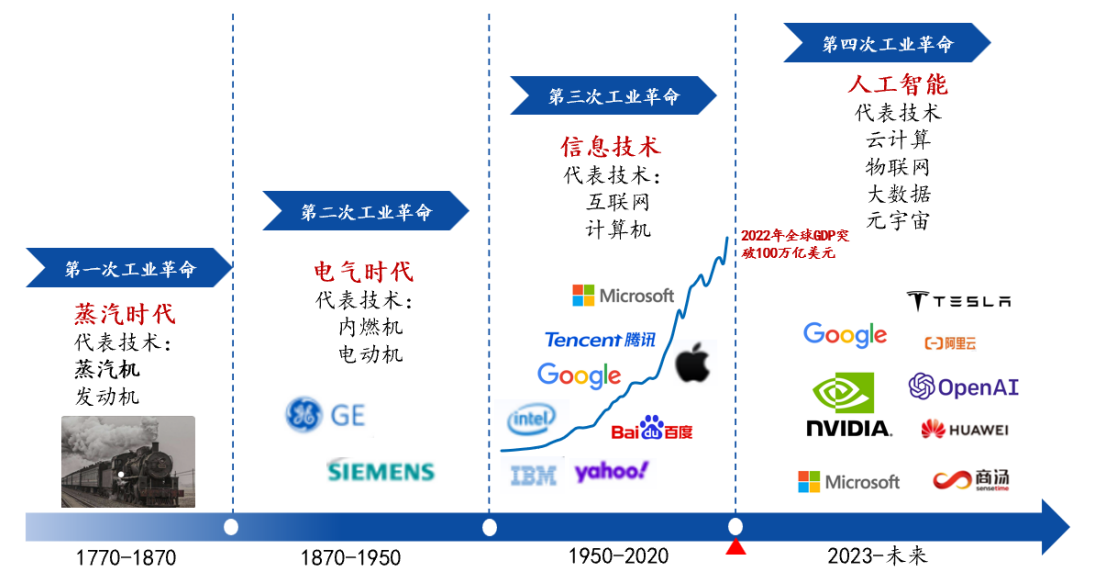 第一次工业革命
蒸汽时代
代表技术：
蒸汽机
发动机
1770-1870
第二次工业革命
电气时代
代表技术：
内燃机
电动机
GE
GE
SIEMENS
1870-1950
第三次工业革命
信息技术
代表技术：
互联网
计算机
Microsoft
Tencent 腾讯
Google
intel
Bai du 百度
IBM
yahoo!
1950-2020
2022年全球GDP突
破100万亿美元
第四次工业革命
人工智能
代表技术
云计算
物联网
大数据
元宇宙
TESLA
Google
阿里云
NVIDIA.
OpenAI
HUAWEI
Microsoft
商汤
sensetime
2023-未来